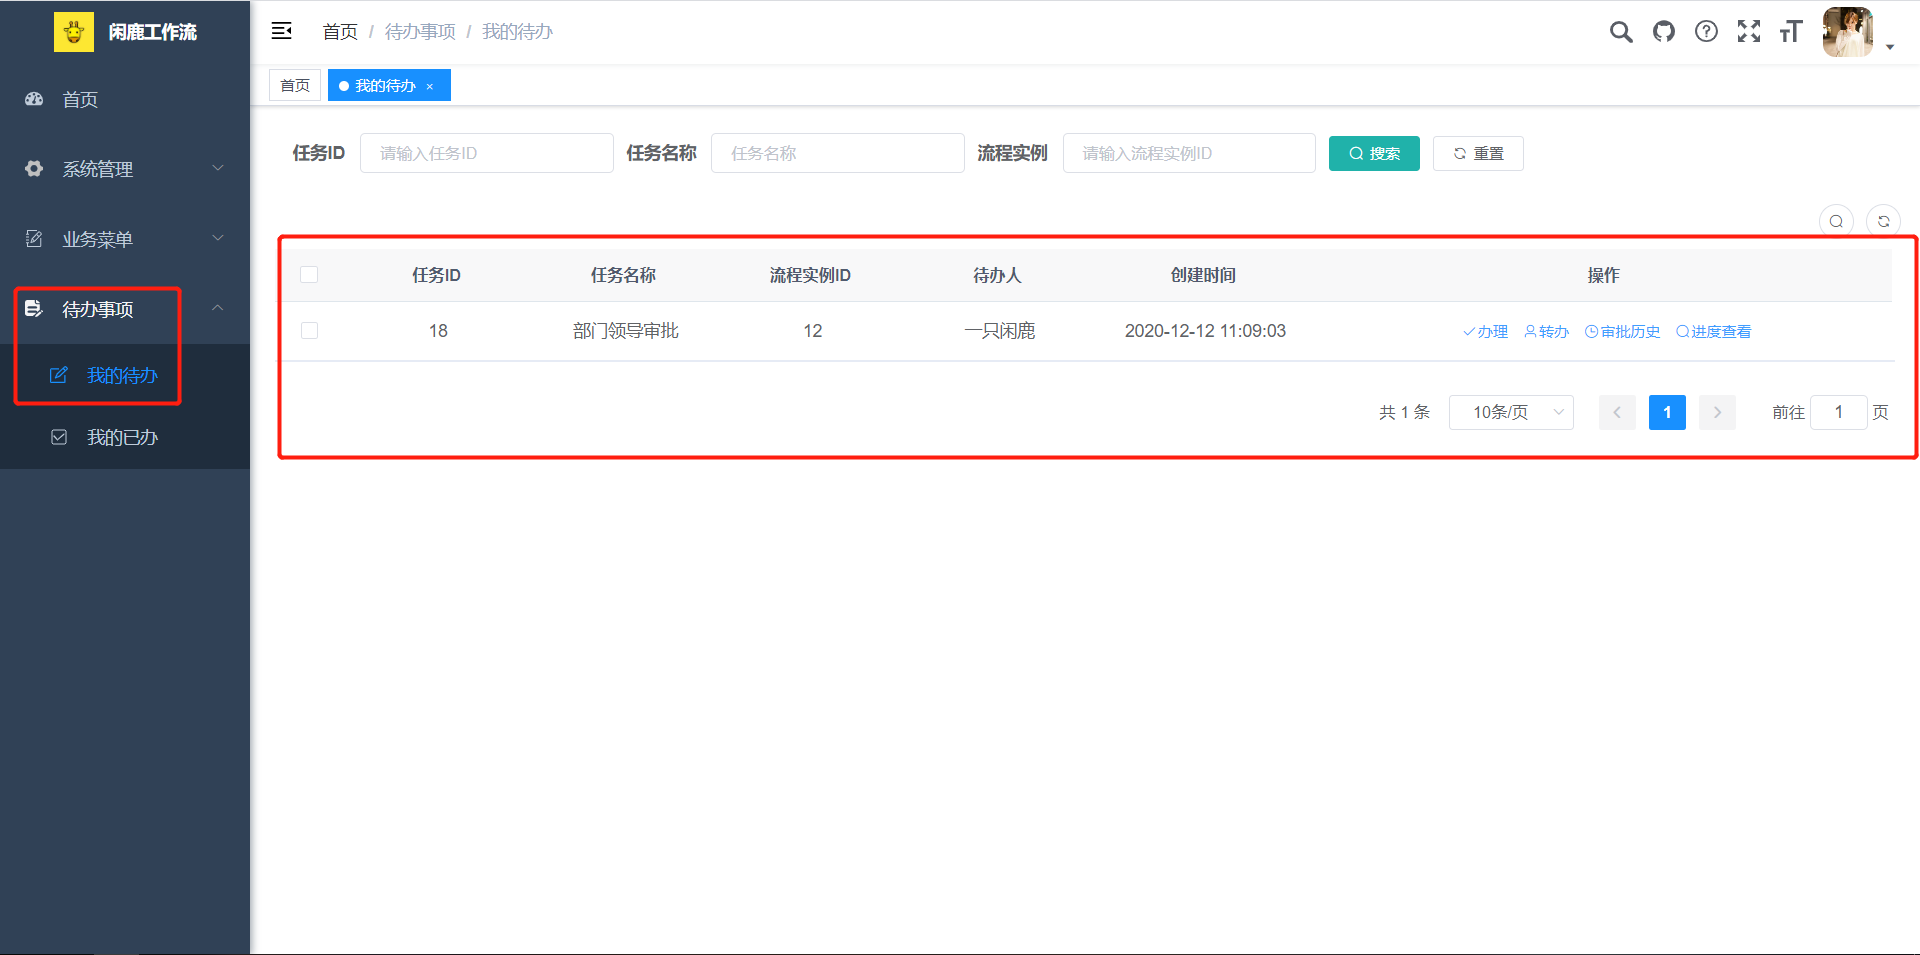 闲鹿工作流
首页
系统管理
业务菜单
待办事项
我的待办
我的已办
首页 / 待办事项 / 我的待办
首页 我的待办 ×
任务ID 请输入任务ID 任务名称 任务名称 流程实例 请输入流程实例ID 搜索 重置
任务ID 任务名称 流程实例ID 待办人 创建时间 操作
18 部门领导审批 12 一只闲鹿 2020-12-12 11:09:03 办理 转办 审批历史 进度查看
共 1 条 10条/页 1 前往 1 页